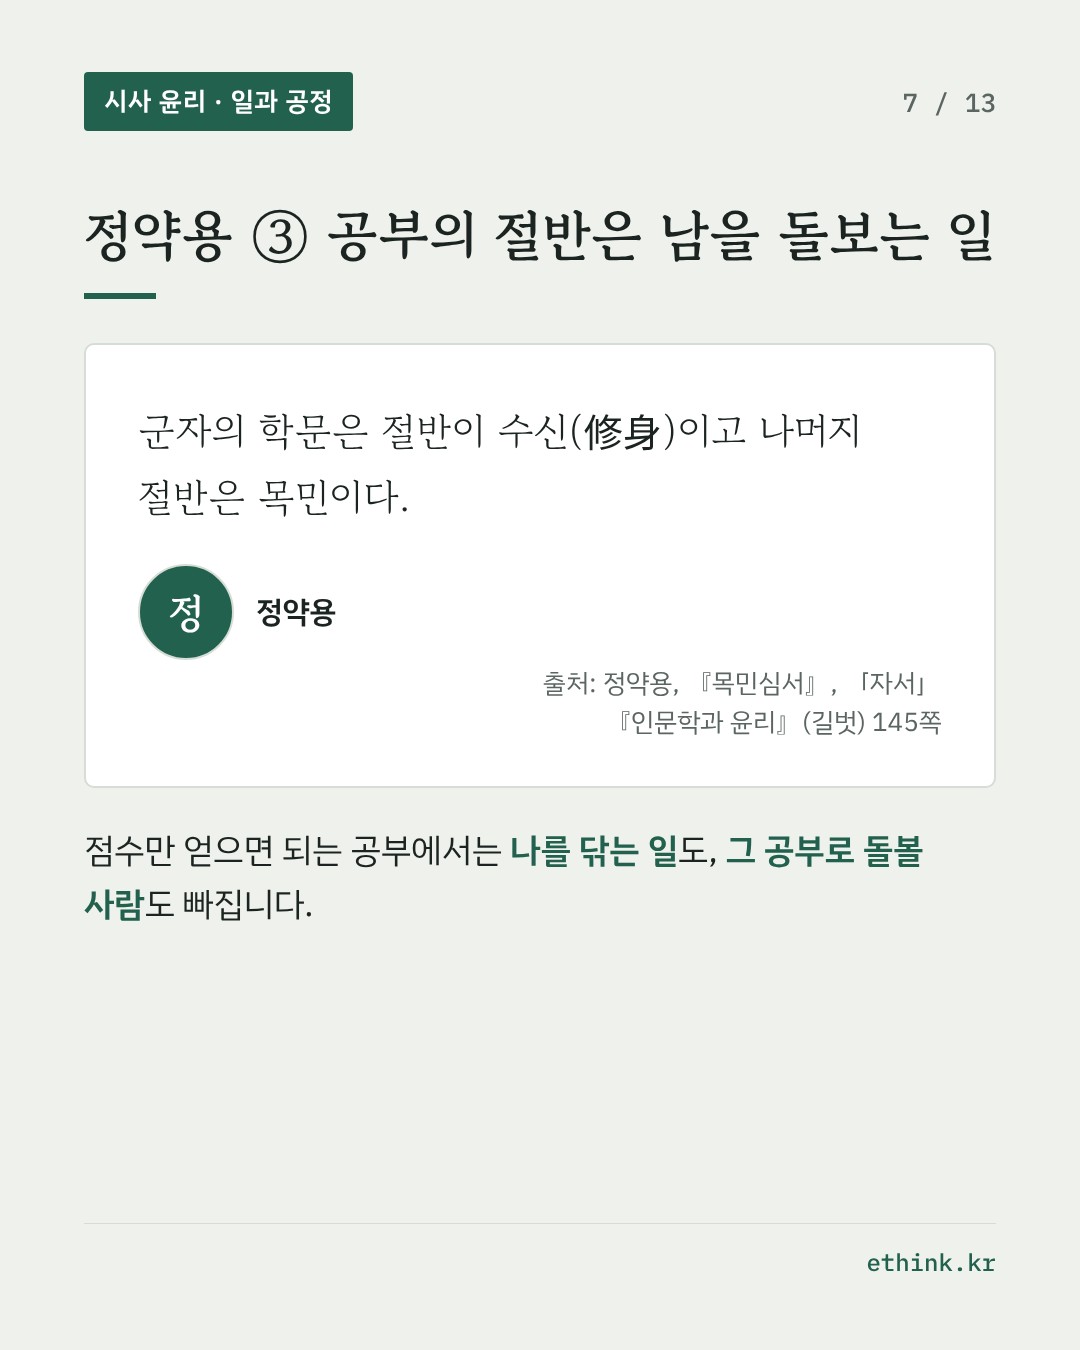 시사 윤리 · 일과 공정
7 / 13
정약용 ③ 공부의 절반은 남을 돌보는 일
군자의 학문은 절반이 수신(修身)이고 나머지
절반은 목민이다.
정
정약용
출처: 정약용, 『목민심서』, 「자서」
『인문학과 윤리』(길벗) 145쪽
점수만 얻으면 되는 공부에서는 나를 닦는 일도, 그 공부로 돌볼
사람도 빠집니다.
ethink.kr